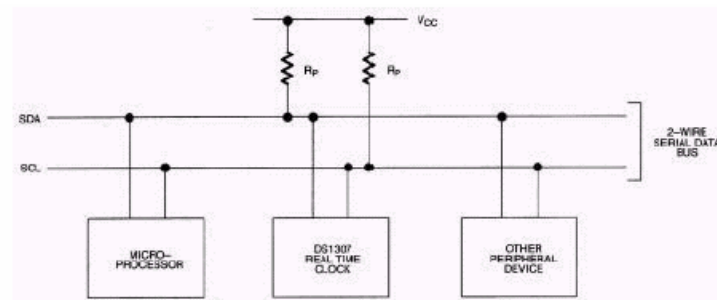 VCC
RP RP
SDA
2–WIRE
SERIAL DATA
BUS
SCL
MICRO–
PROCESSOR
DS1307
REAL TIME
CLOCK
OTHER
PERIPHERAL
DEVICE